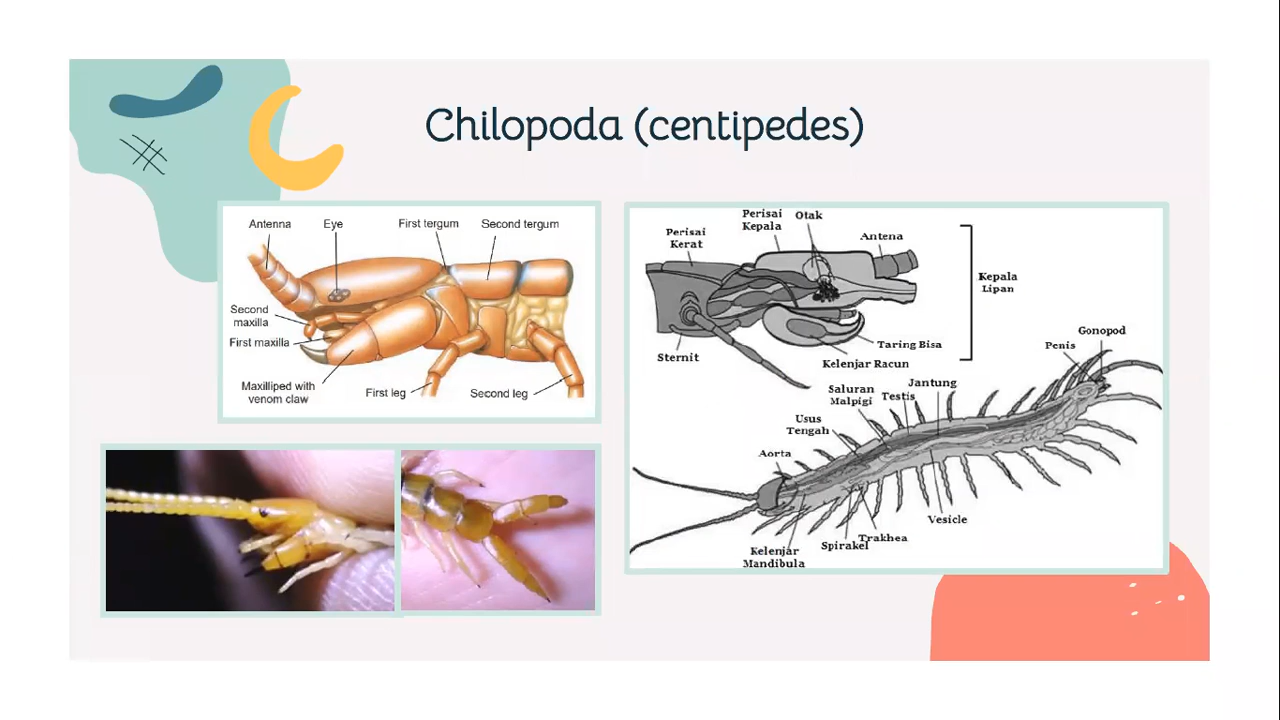 Chilopoda (centipedes)
Antenna
Eye
First tergum
Second tergum
Second
maxilla
First maxilla
Maxilliped with
venom claw
First leg
Second leg
Perisai
Kerat
Perisai
Kepala
Otak
Antena
Kepala
Lipan
Sternit
Taring Bisa
Kelenjar Racun
Gonopod
Penis
Jantung
Saluran
Malpigi
Testis
Usus
Tengah
Aorta
Vesicle
Trakhea
Spirakel
Kelenjar
Mandibula